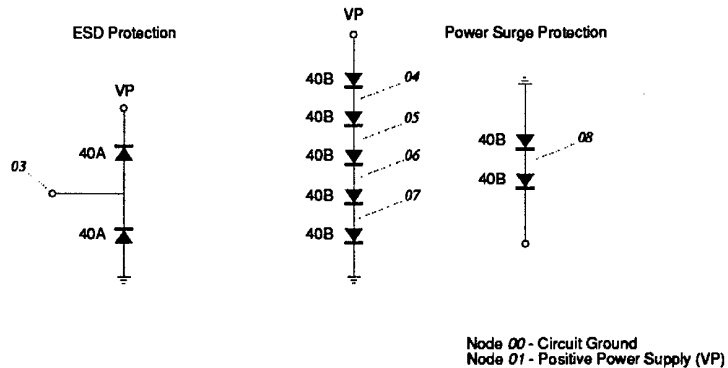 ESD Protection
VP
40A
03
40A
VP
40B
04
40B
05
40B
06
40B
07
40B
Power Surge Protection
40B
08
40B
Node 00 - Circuit Ground
Node 01 - Positive Power Supply (VP)